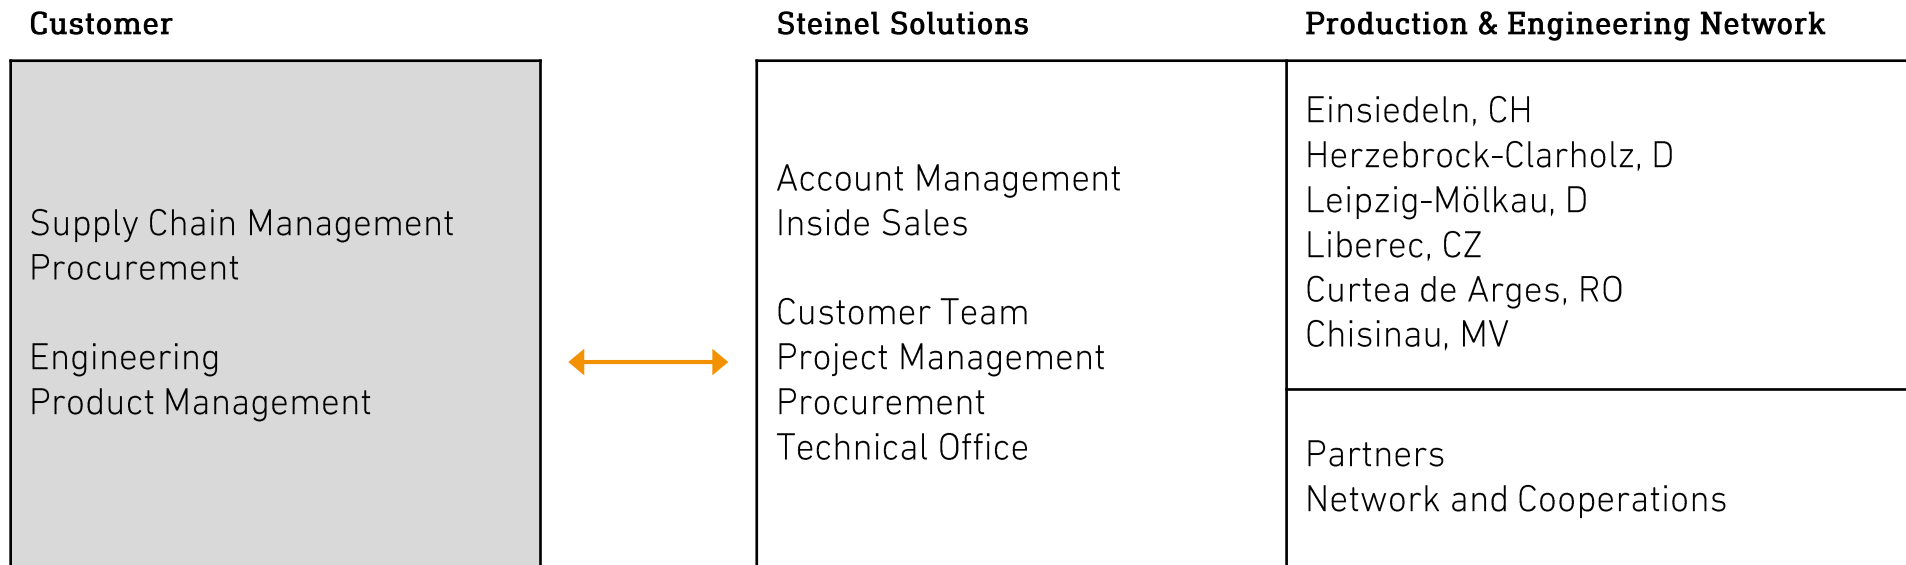 Customer
Supply Chain Management
Procurement
Engineering
Product Management
Steinel Solutions
Account Management
Inside Sales
Customer Team
Project Management
Procurement
Technical Office
Production & Engineering Network
Einsiedeln, CH
Herzebrock-Clarholz, D
Leipzig-Mölkau, D
Liberec, CZ
Curtea de Arges, RO
Chisinau, MV
Partners
Network and Cooperations